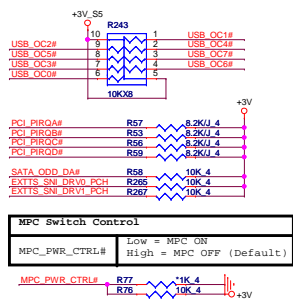 +3V_S5
R243
10 1 USB_OC1#
USB_OC2# 9 2 USB_OC4#
USB_OC5# 8 3 USB_OC7#
USB_OC3# 7 4 USB_OC6#
USB_OC0# 6 5
10KX8
+3V
PCI_PIRQA# R57 8.2K/J_4
PCI_PIRQB# R53 8.2K/J_4
PCI_PIRQC# R56 8.2K/J_4
PCI_PIRQD# R59 8.2K/J_4
SATA_ODD_DA# R58 10K_4
EXTTS_SNI_DRV0_PCH R265 10K_4
EXTTS_SNI_DRV1_PCH R267 10K_4
MPC Switch Control
MPC_PWR_CTRL# Low = MPC ON
High = MPC OFF (Default)
MPC_PWR_CTRL# R77 *1K_4
R76 10K_4 +3V